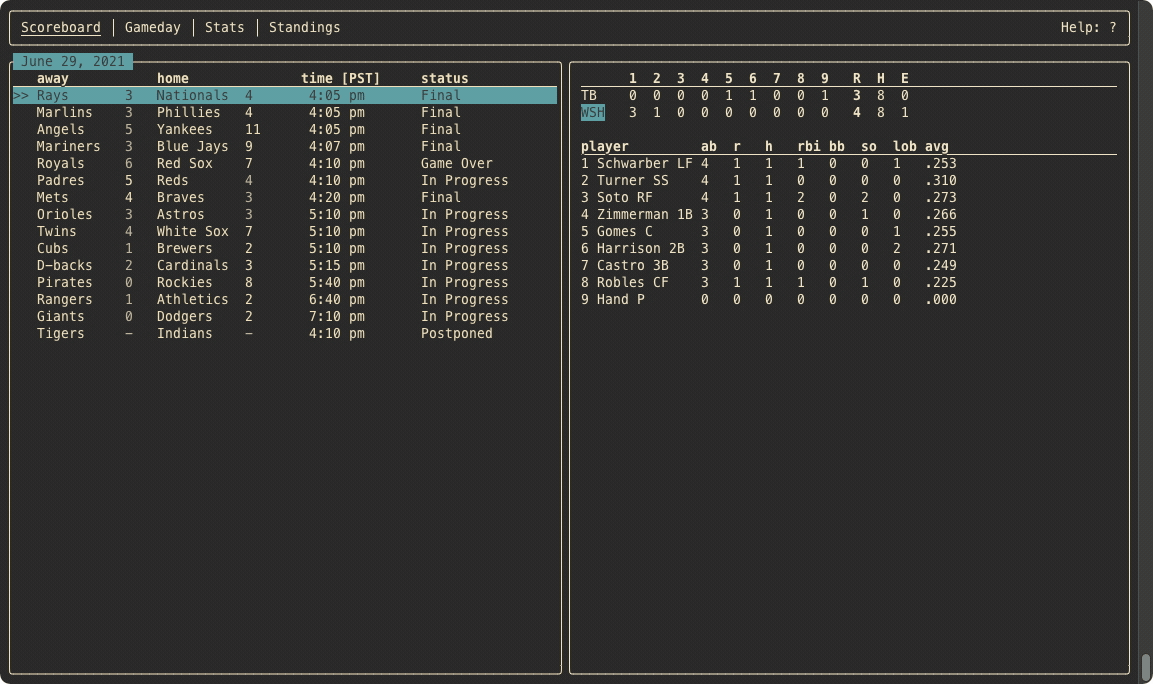 Scoreboard │ Gameday │ Stats │ Standings Help: ?
June 29, 2021
away home time [PST] status
>> Rays 3 Nationals 4 4:05 pm Final
Marlins 3 Phillies 4 4:05 pm Final
Angels 5 Yankees 11 4:05 pm Final
Mariners 3 Blue Jays 9 4:07 pm Final
Royals 6 Red Sox 7 4:10 pm Game Over
Padres 5 Reds 4 4:10 pm In Progress
Mets 4 Braves 3 4:20 pm Final
Orioles 3 Astros 3 5:10 pm In Progress
Twins 4 White Sox 7 5:10 pm In Progress
Cubs 1 Brewers 2 5:10 pm In Progress
D-backs 2 Cardinals 3 5:15 pm In Progress
Pirates 0 Rockies 8 5:40 pm In Progress
Rangers 1 Athletics 2 6:40 pm In Progress
Giants 0 Dodgers 2 7:10 pm In Progress
Tigers - Indians - 4:10 pm Postponed
1 2 3 4 5 6 7 8 9 R H E
TB 0 0 0 0 1 1 0 0 1 3 8 0
WSH 3 1 0 0 0 0 0 0 0 4 8 1
player ab r h rbi bb so lob avg
1 Schwarber LF 4 1 1 1 0 0 1 .253
2 Turner SS 4 1 1 0 0 0 0 .310
3 Soto RF 4 1 1 2 0 2 0 .273
4 Zimmerman 1B 3 0 1 0 0 1 0 .266
5 Gomes C 3 0 1 0 0 0 1 .255
6 Harrison 2B 3 0 1 0 0 0 2 .271
7 Castro 3B 3 0 1 0 0 0 0 .249
8 Robles CF 3 1 1 1 0 1 0 .225
9 Hand P 0 0 0 0 0 0 0 .000